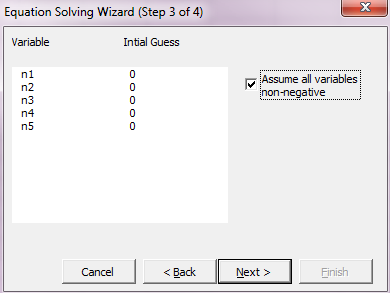 Equation Solving Wizard (Step 3 of 4)
Variable Intial Guess
n1 0
n2 0
n3 0
n4 0
n5 0
Assume all variables
non-negative
Cancel < Back Next > Finish